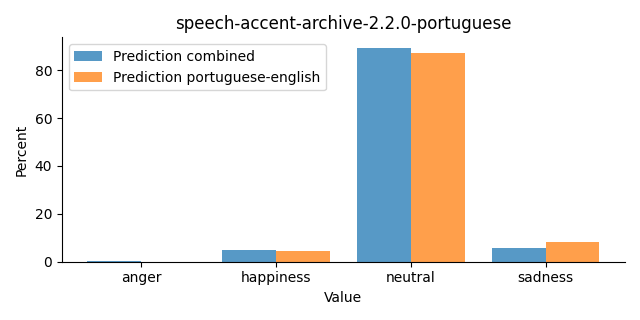 speech-accent-archive-2.2.0-portuguese
Prediction combined
Prediction portuguese-english
Percent
80
60
40
20
0
anger happiness neutral sadness
Value